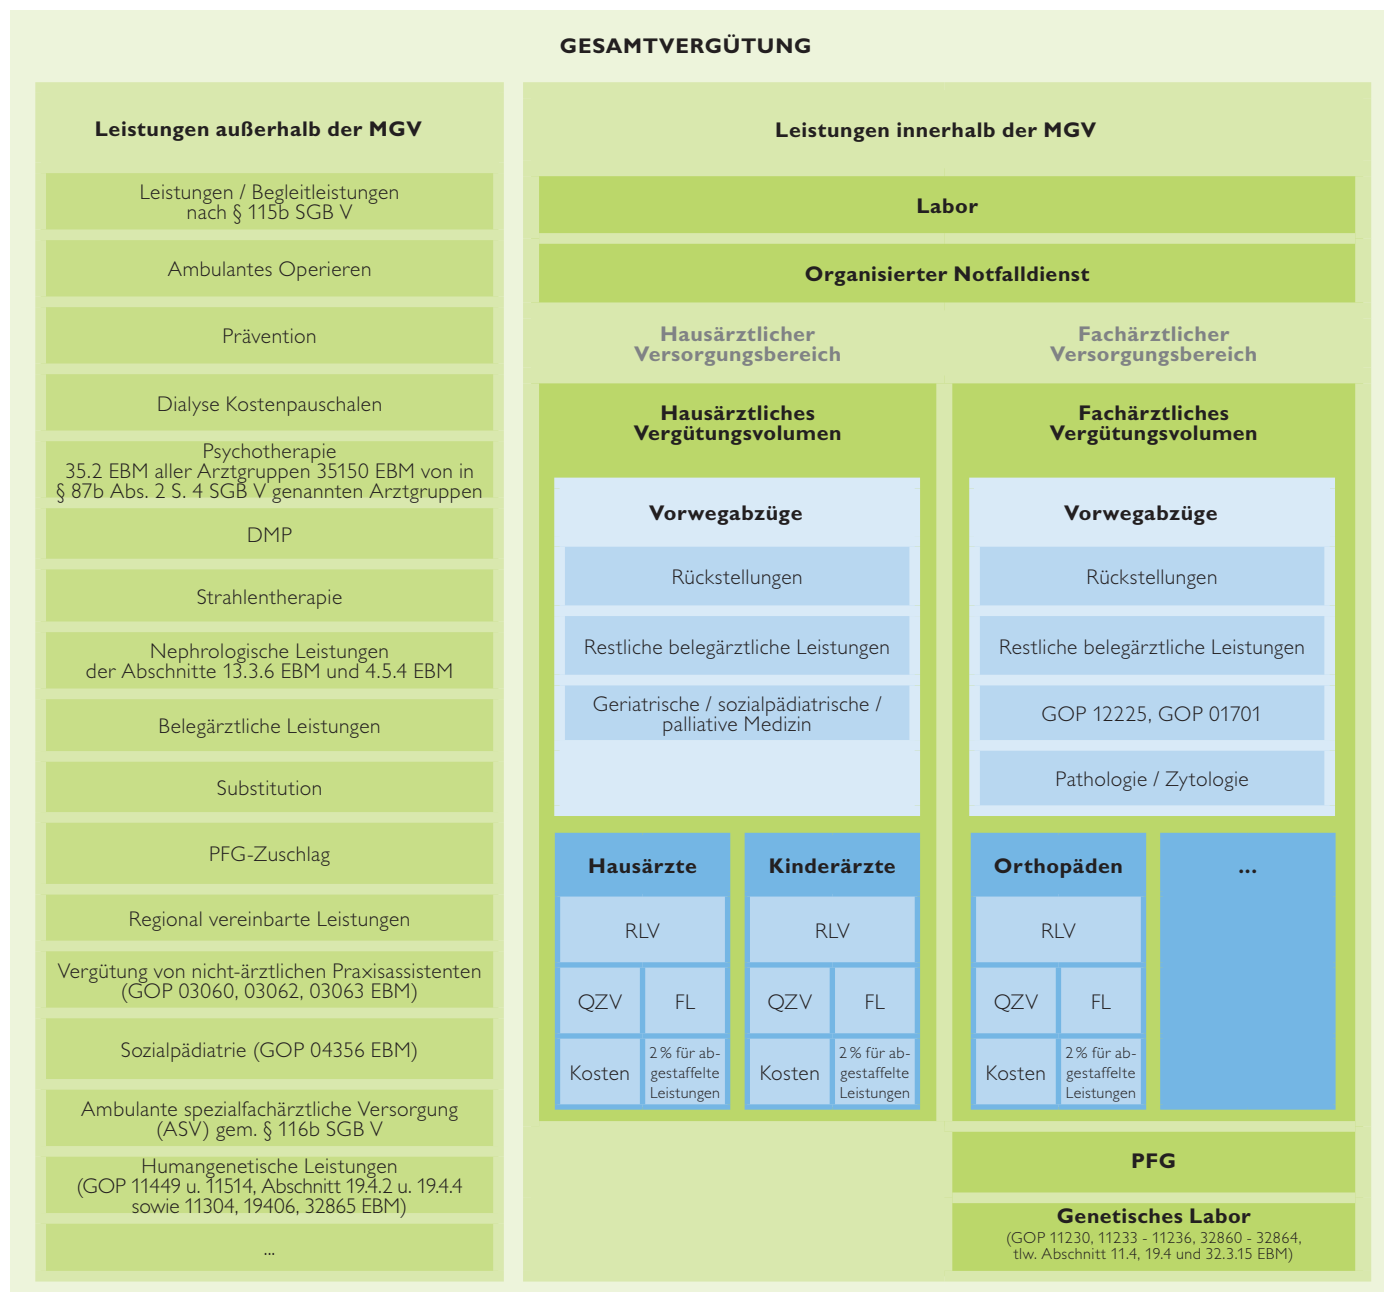 GESAMTVERGÜTUNG
Leistungen außerhalb der MGV
Leistungen / Begleitleistungen
nach § 115b SGB V
Ambulantes Operieren
Prävention
Dialyse Kostenpauschalen
Psychotherapie
35.2 EBM aller Arztgruppen 35150 EBM von in
§ 87b Abs. 2 S. 4 SGB V genannten Arztgruppen
DMP
Strahlentherapie
Nephrologische Leistungen
der Abschnitte 13.3.6 EBM und 4.5.4 EBM
Belegärztliche Leistungen
Substitution
PFG-Zuschlag
Regional vereinbarte Leistungen
Vergütung von nicht-ärztlichen Praxisassistenten
(GOP 03060, 03062, 03063 EBM)
Sozialpädiatrie (GOP 04356 EBM)
Ambulante spezialfachärztliche Versorgung
(ASV) gem. § 116b SGB V
Humangenetische Leistungen
(GOP 11449 u. 11514, Abschnitt 19.4.2 u. 19.4.4
sowie 11304, 19406, 32865 EBM)
...
Leistungen innerhalb der MGV
Labor
Organisierter Notfalldienst
Hausärztlicher
Versorgungsbereich
Hausärztliches
Vergütungsvolumen
Vorwegabzüge
Rückstellungen
Restliche belegärztliche Leistungen
Geriatrische / sozialpädiatrische /
palliative Medizin
Hausärzte
RLV
QZV
FL
Kosten
2 % für ab-
gestaffelte
Leistungen
Kinderärzte
RLV
QZV
FL
Kosten
2 % für ab-
gestaffelte
Leistungen
Fachärztlicher
Versorgungsbereich
Fachärztliches
Vergütungsvolumen
Vorwegabzüge
Rückstellungen
Restliche belegärztliche Leistungen
GOP 12225, GOP 01701
Pathologie / Zytologie
Orthopäden
RLV
QZV
FL
Kosten
2 % für ab-
gestaffelte
Leistungen
...
PFG
Genetisches Labor
(GOP 11230, 11233 - 11236, 32860 - 32864,
tlw. Abschnitt 11.4, 19.4 und 32.3.15 EBM)